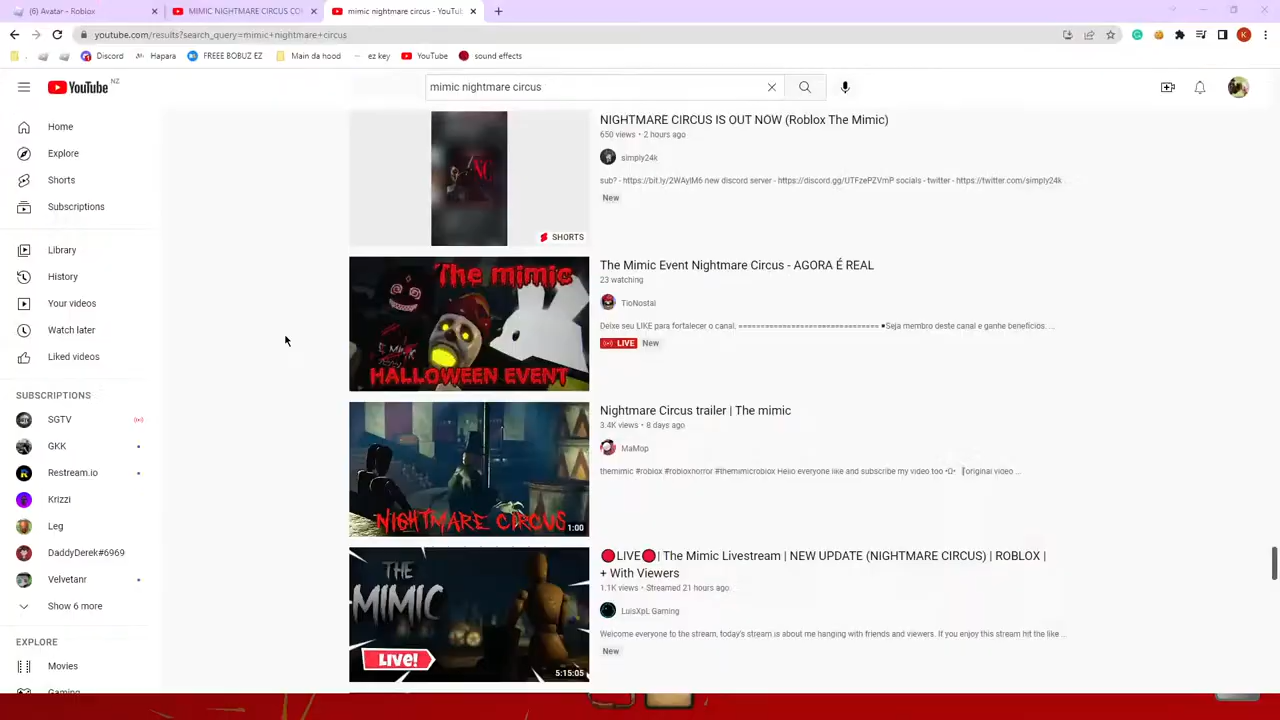 (6) Avatar - Roblox
MIMIC NIGHTMARE CIRCUS CO
mimic nightmare circus - YouTu
youtube.com/results?search_query=mimic+nightmare+circus
Discord
Hapara
FREEE BOBUZ EZ
Main da hood
ez key
YouTube
sound effects
YouTube NZ
mimic nightmare circus
Home
Explore
Shorts
Subscriptions
Library
History
Your videos
Watch later
Liked videos
SUBSCRIPTIONS
SGTV
GKK
Restream.io
Krizzi
Leg
DaddyDerek#6969
Velvetanr
Show 6 more
EXPLORE
Movies
Gaming
NC
SHORTS
NIGHTMARE CIRCUS IS OUT NOW (Roblox The Mimic)
650 views • 2 hours ago
simply24k
sub? - https://bit.ly/2WAyIM6 new discord server - https://discord.gg/UTFzePZVmP socials - twitter - https://twitter.com/simply24k
New
The mimic
HALLOWEEN EVENT
The Mimic Event Nightmare Circus - AGORA É REAL
23 watching
TioNostai
Deixe seu LIKE para fortalecer o canal. ================================ ■Seja membro deste canal e ganhe benefícios. ...
LIVE New
NIGHTMARE CIRCUS
1:00
Nightmare Circus trailer | The mimic
3.4K views • 8 days ago
MaMop
themimic #roblox #robloxhorror #themimicroblox Hello everyone like and subscribe my video too •Ω• 【original video ...
THE
MIMIC
LIVE!
5:15:05
🔴LIVE🔴| The Mimic Livestream | NEW UPDATE (NIGHTMARE CIRCUS) | ROBLOX |
+ With Viewers
1.1K views • Streamed 21 hours ago
LuisXpL Gaming
Welcome everyone to the stream, today's stream is about me hanging with friends and viewers. If you enjoy this stream hit the like ...
New